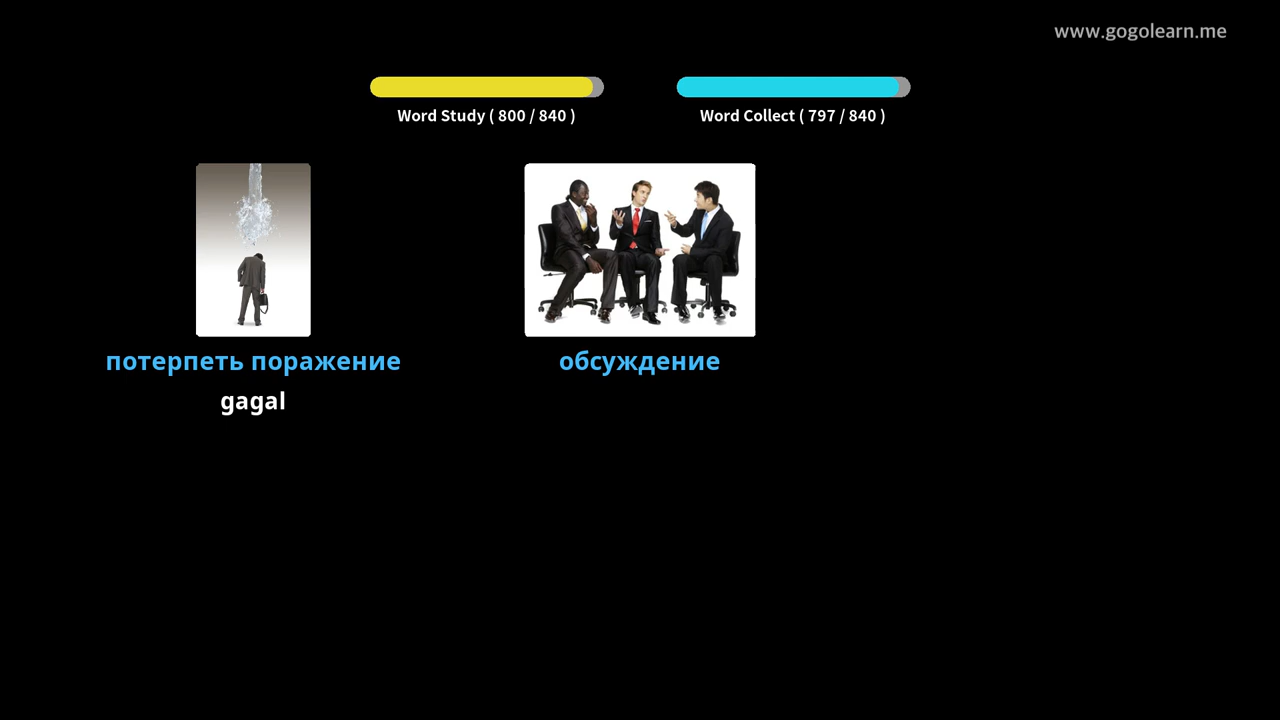 www.gogolearn.me
Word Study ( 800 / 840 )
Word Collect ( 797 / 840 )
потерпеть поражение
обсуждение
gagal